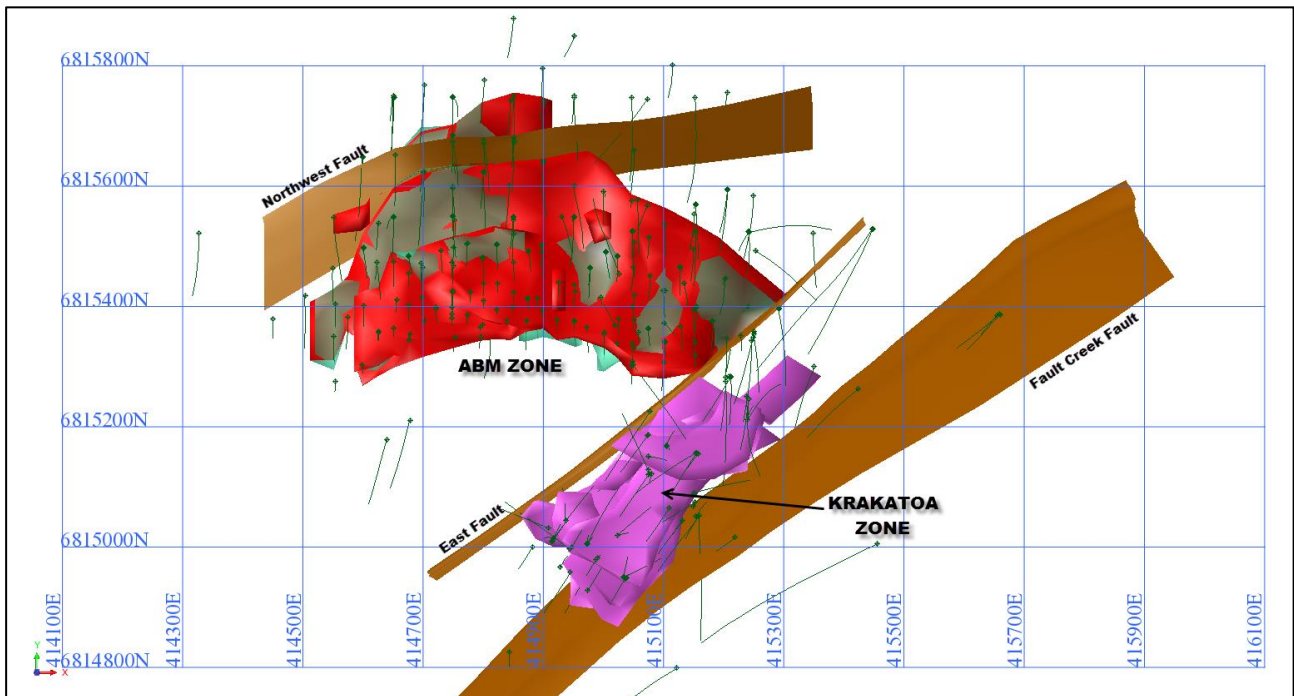 6815800N
Northwest Fault
6815600N
6815400N
ABM ZONE
Fault Creek Fault
6815200N
KRAKATOA
ZONE
East Fault
6815000N
6814800N
414100E
414300E
414500E
414700E
414900E
415100E
415300E
415500E
415700E
415900E
416100E
Y
X